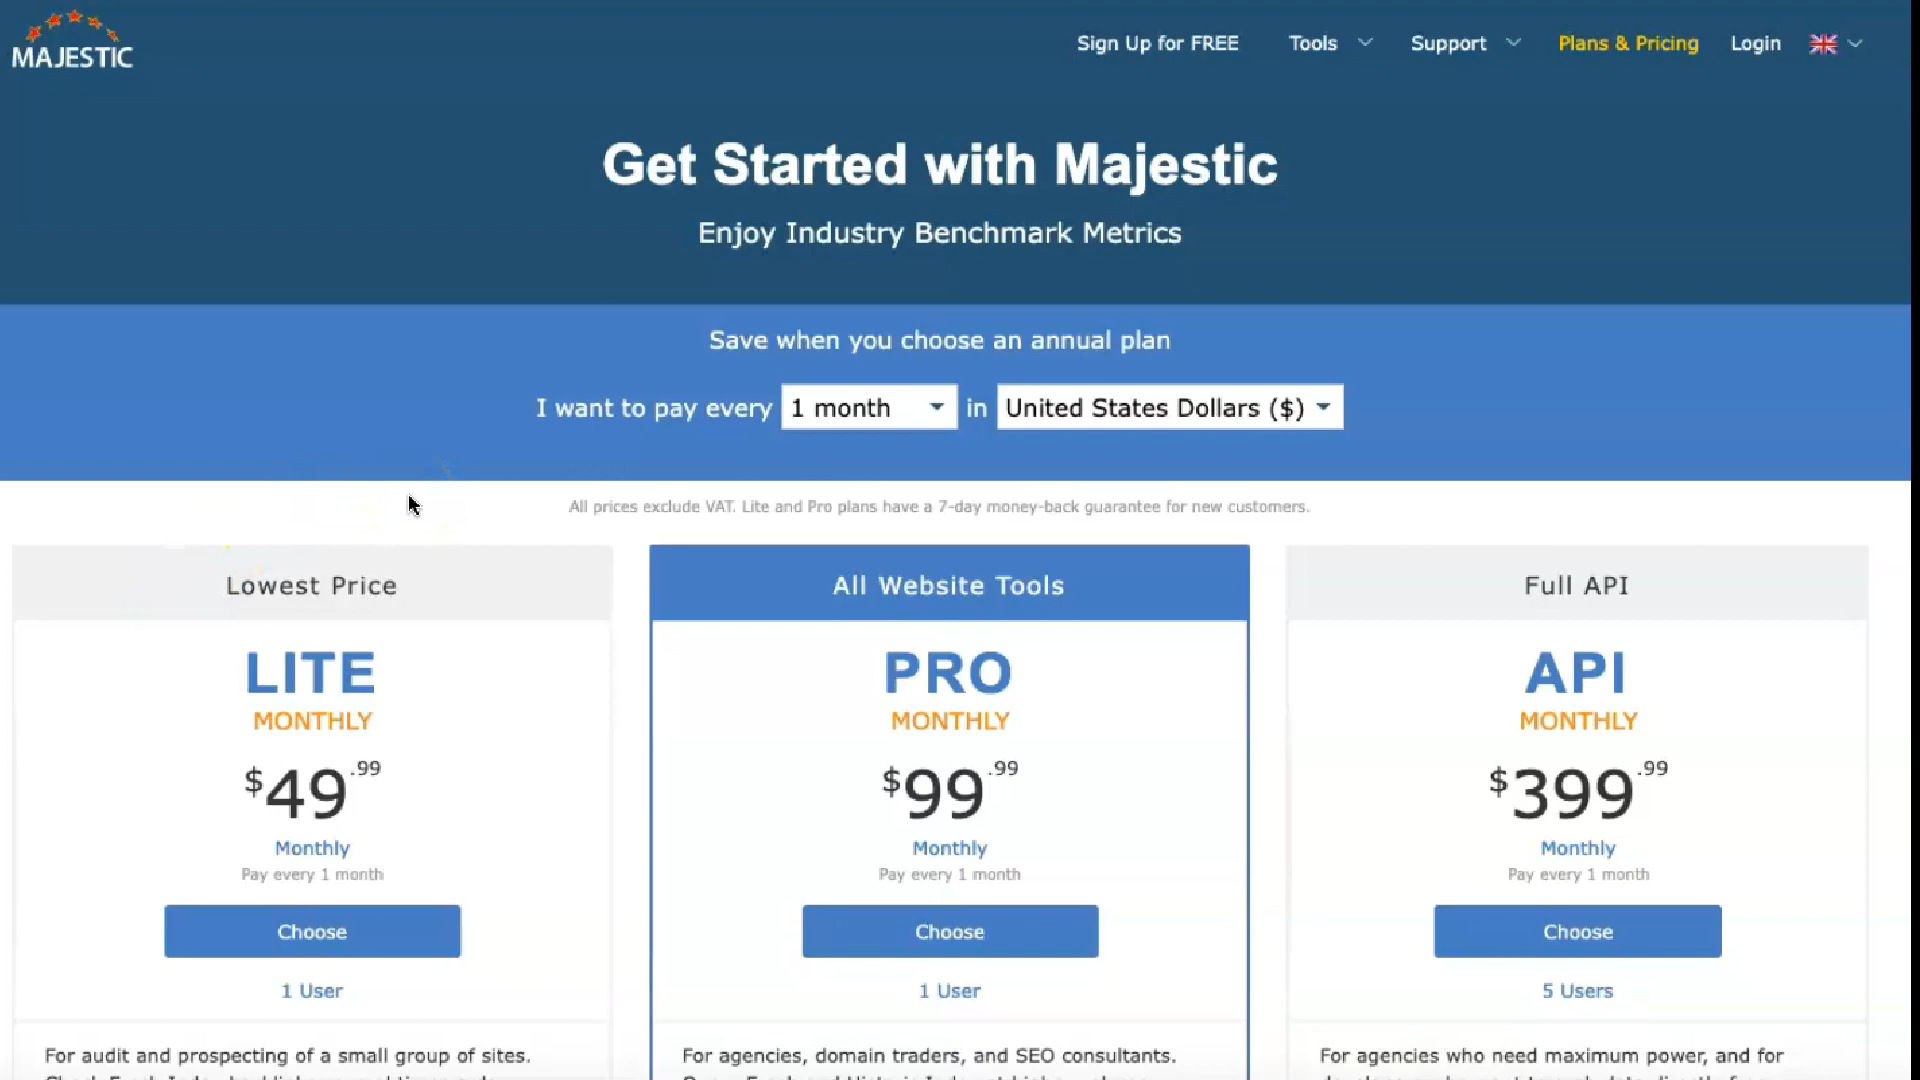 MAJESTIC
Sign Up for FREE Tools Support Plans & Pricing Login
Get Started with Majestic
Enjoy Industry Benchmark Metrics
Save when you choose an annual plan
I want to pay every 1 month in United States Dollars ($)
All prices exclude VAT. Lite and Pro plans have a 7-day money-back guarantee for new customers.
Lowest Price
LITE
MONTHLY
$49.99
Monthly
Pay every 1 month
Choose
1 User
For audit and prospecting of a small group of sites.
All Website Tools
PRO
MONTHLY
$99.99
Monthly
Pay every 1 month
Choose
1 User
For agencies, domain traders, and SEO consultants.
Full API
API
MONTHLY
$399.99
Monthly
Pay every 1 month
Choose
5 Users
For agencies who need maximum power, and for